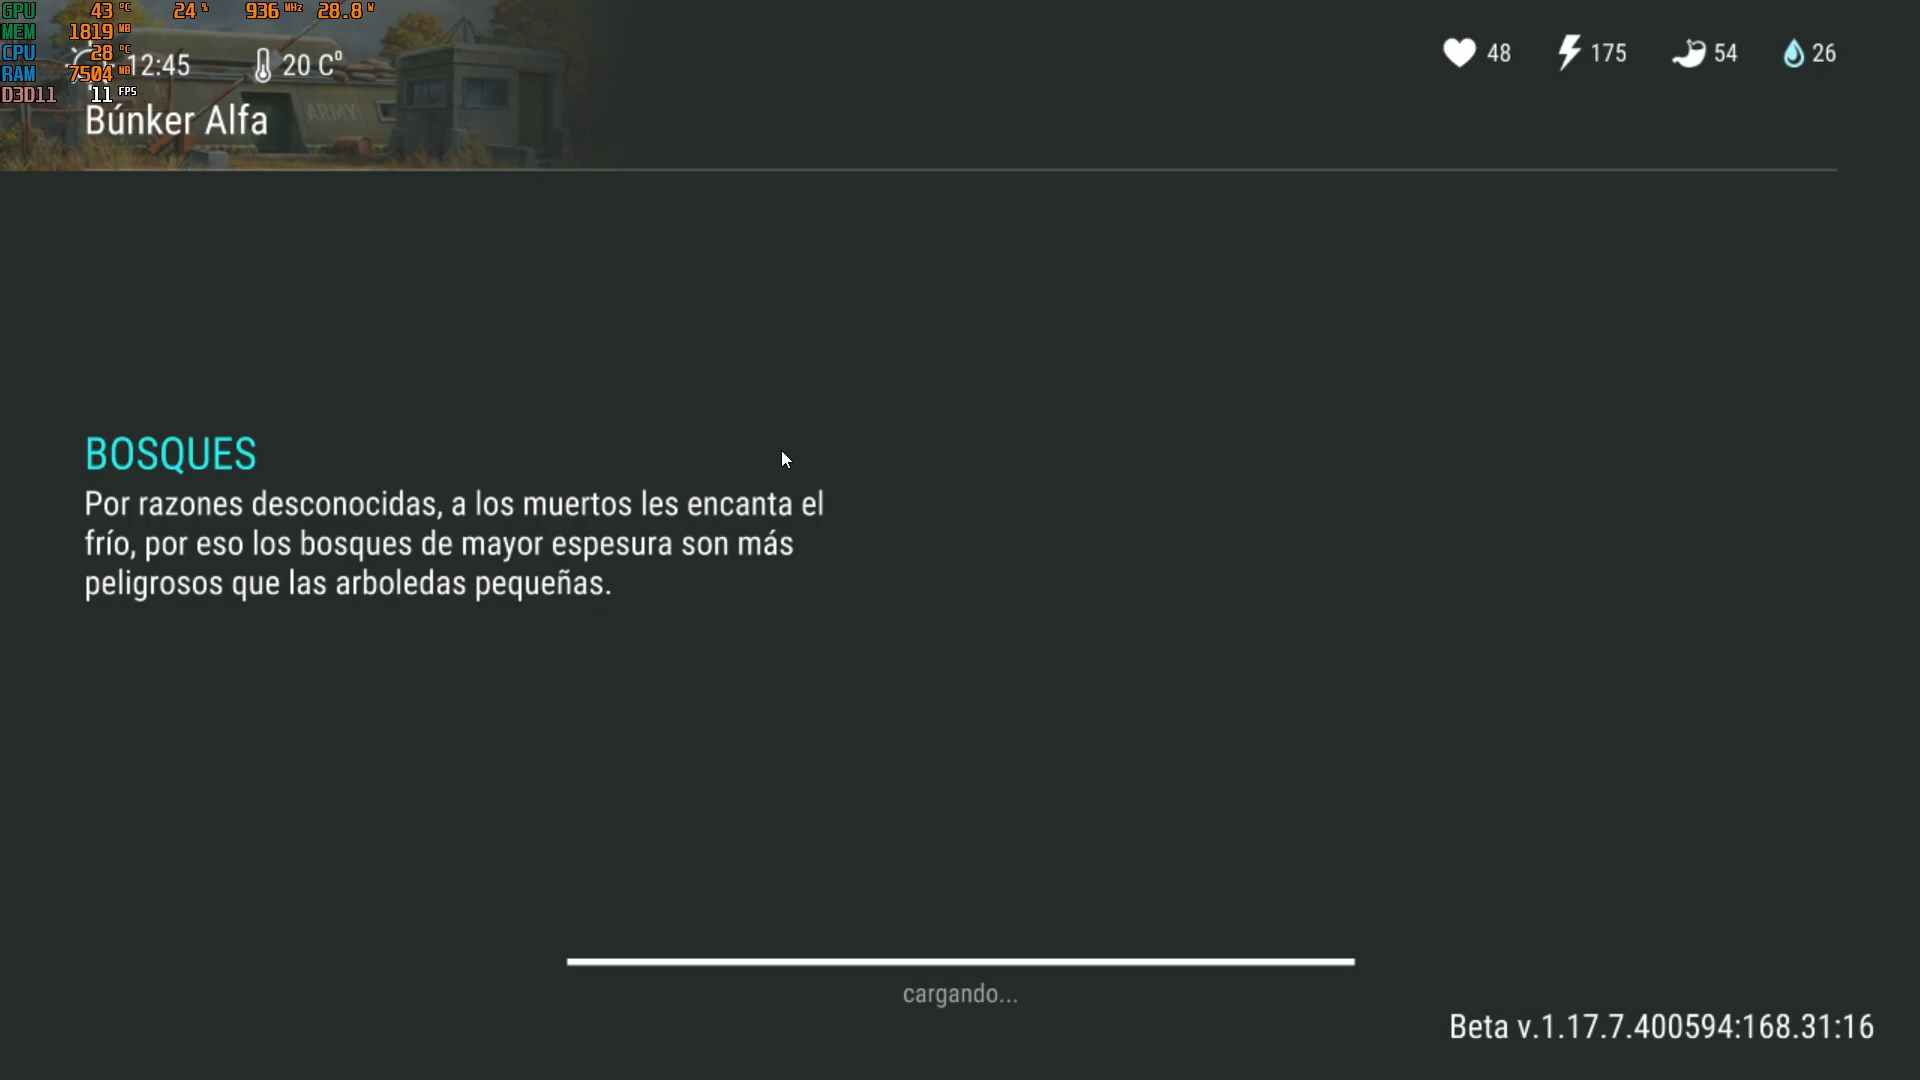 GPU 43 °C 24 % 936 MHz 28.8 W
MEM 1819 MB
CPU 28 °C
RAM 7504 MB
D3D11 11 FPS
12:45 20 Cº
48 175 54 26
ARMY
Búnker Alfa
BOSQUES
Por razones desconocidas, a los muertos les encanta el
frío, por eso los bosques de mayor espesura son más
peligrosos que las arboledas pequeñas.
cargando...
Beta v.1.17.7.400594:168.31:16